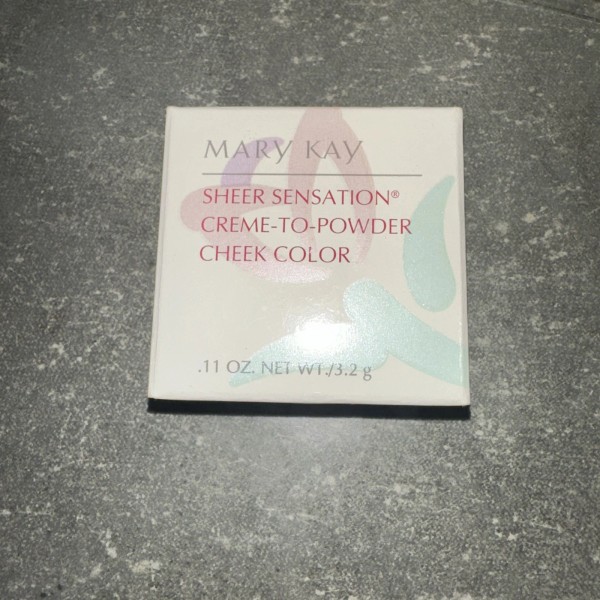 MARY KAY
SHEER SENSATION®
CREME-TO-POWDER
CHEEK COLOR
.11 OZ. NET WT./3.2 g